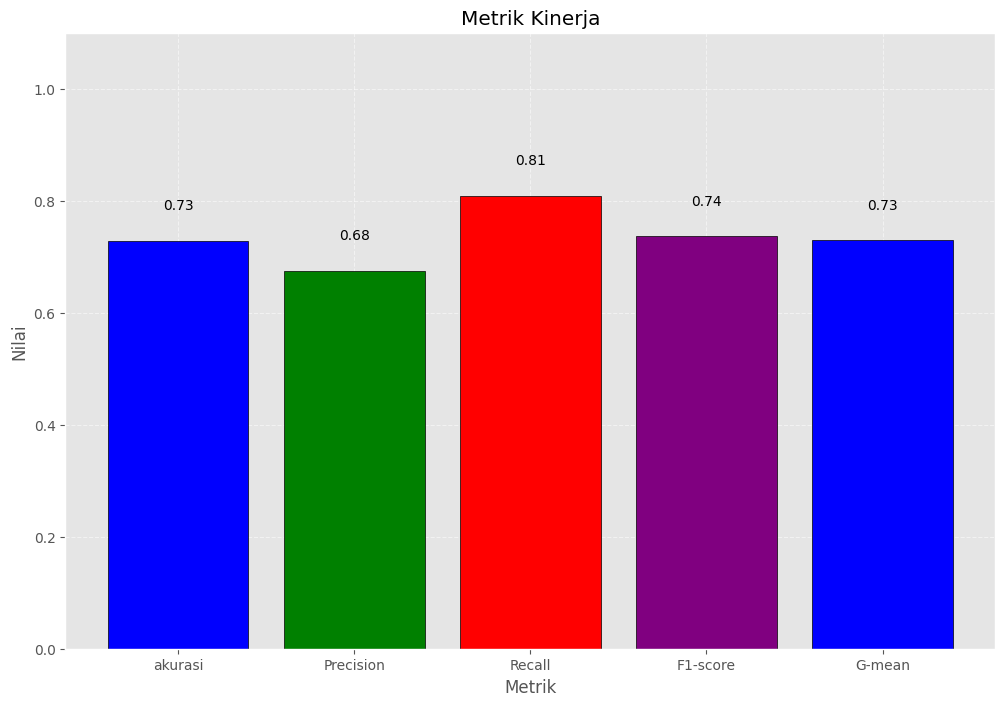 Metrik Kinerja
1.0
0.8
0.6
0.4
0.2
0.0
Nilai
0.73
0.68
0.81
0.74
0.73
akurasi
Precision
Recall
F1-score
G-mean
Metrik